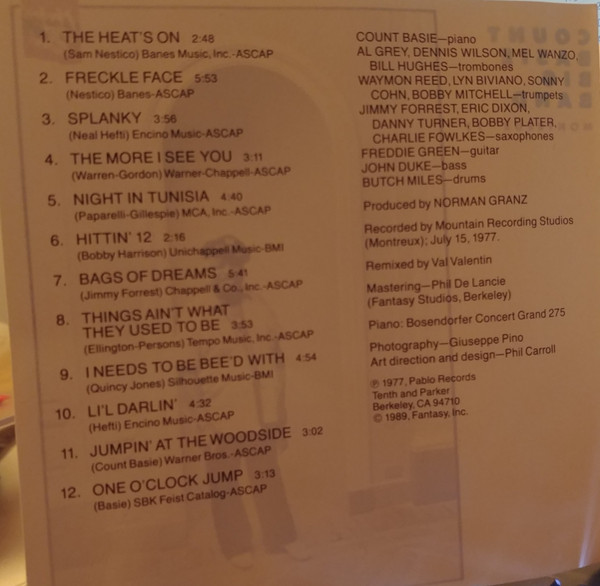 1. THE HEAT'S ON 2:48
(Sam Nestico) Banes Music, Inc.-ASCAP
2. FRECKLE FACE 5:53
(Nestico) Banes-ASCAP
3. SPLANKY 3:56
(Neal Hefti) Encino Music-ASCAP
4. THE MORE I SEE YOU 3:11
(Warren-Gordon) Warner-Chappell-ASCAP
5. NIGHT IN TUNISIA 4:40
(Paparelli-Gillespie) MCA, Inc.-ASCAP
6. HITTIN' 12 2:16
(Bobby Harrison) Unichappell Music-BMI
7. BAGS OF DREAMS 5:41
(Jimmy Forrest) Chappell & Co., Inc.-ASCAP
8. THINGS AIN'T WHAT
THEY USED TO BE 3:53
(Ellington-Persons) Tempo Music, Inc.-ASCAP
9. I NEEDS TO BE BEE'D WITH 4:54
(Quincy Jones) Silhouette Music-BMI
10. LI'L DARLIN' 4:32
(Hefti) Encino Music-ASCAP
11. JUMPIN' AT THE WOODSIDE 3:02
(Count Basie) Warner Bros.-ASCAP
12. ONE O'CLOCK JUMP 3:13
(Basie) SBK Feist Catalog-ASCAP
COUNT BASIE—piano
AL GREY, DENNIS WILSON, MEL WANZO,
BILL HUGHES—trombones
WAYMON REED, LYN BIVIANO, SONNY
COHN, BOBBY MITCHELL—trumpets
JIMMY FORREST, ERIC DIXON,
DANNY TURNER, BOBBY PLATER,
CHARLIE FOWLKES—saxophones
FREDDIE GREEN—guitar
JOHN DUKE—bass
BUTCH MILES—drums
Produced by NORMAN GRANZ
Recorded by Mountain Recording Studios
(Montreux); July 15, 1977.
Remixed by Val Valentin
Mastering—Phil De Lancie
(Fantasy Studios, Berkeley)
Piano: Bosendorfer Concert Grand 275
Photography—Giuseppe Pino
Art direction and design—Phil Carroll
℗ 1977, Pablo Records
Tenth and Parker
Berkeley, CA 94710
© 1989, Fantasy, Inc.